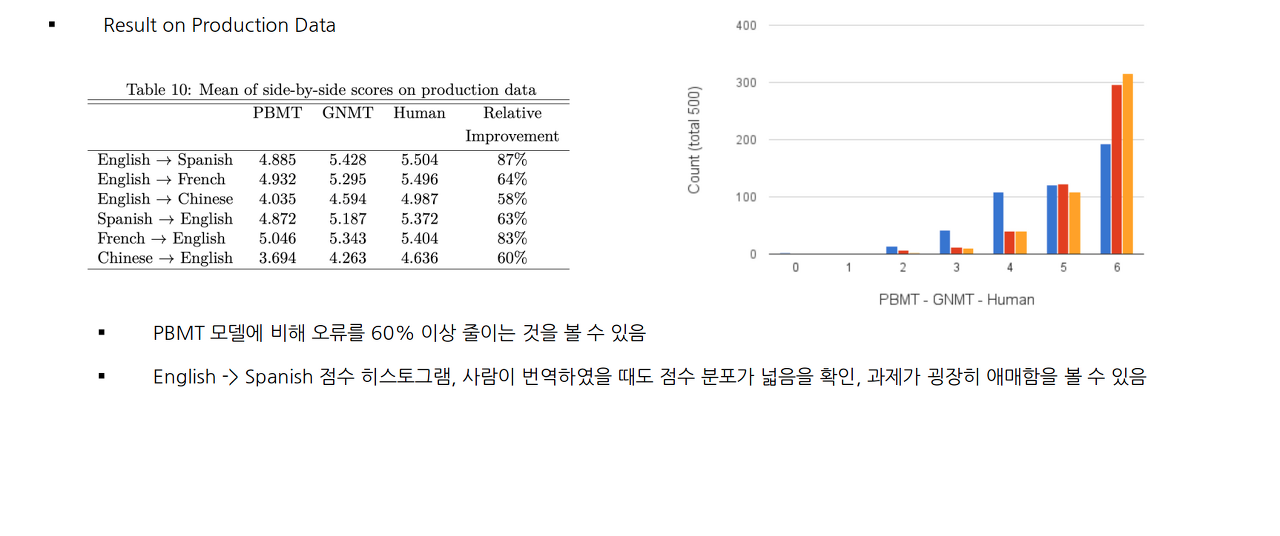 ▪ Result on Production Data
Table 10: Mean of side-by-side scores on production data
PBMT GNMT Human Relative
Improvement
English → Spanish 4.885 5.428 5.504 87%
English → French 4.932 5.295 5.496 64%
English → Chinese 4.035 4.594 4.987 58%
Spanish → English 4.872 5.187 5.372 63%
French → English 5.046 5.343 5.404 83%
Chinese → English 3.694 4.263 4.636 60%
Count (total 500)
400
300
200
100
0
0 1 2 3 4 5 6
PBMT - GNMT - Human
▪ PBMT 모델에 비해 오류를 60% 이상 줄이는 것을 볼 수 있음
▪ English -> Spanish 점수 히스토그램, 사람이 번역하였을 때도 점수 분포가 넓음을 확인, 과제가 굉장히 애매함을 볼 수 있음